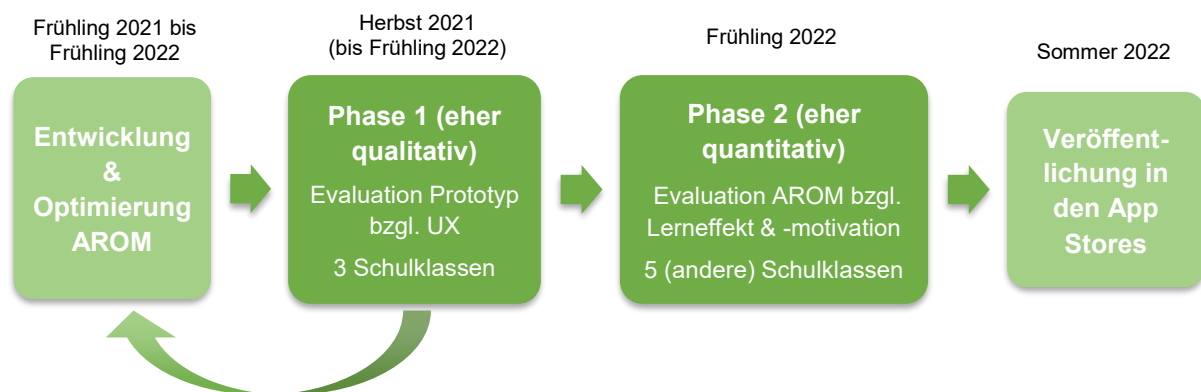 Frühling 2021 bis
Frühling 2022
Entwicklung
&
Optimierung
AROM
Herbst 2021
(bis Frühling 2022)
Phase 1 (eher
qualitativ)
Evaluation Prototyp
bzgl. UX
3 Schulklassen
Frühling 2022
Phase 2 (eher
quantitativ)
Evaluation AROM bzgl.
Lerneffekt & -motivation
5 (andere) Schulklassen
Sommer 2022
Veröffent-
lichung in
den App
Stores